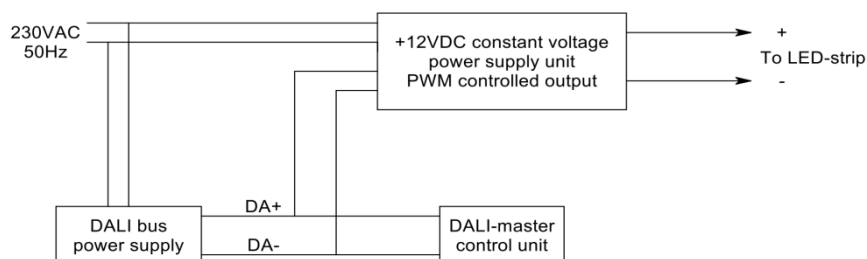 230VAC
50Hz
+12VDC constant voltage
power supply unit
PWM controlled output
+
To LED-strip
-
DALI bus
power supply
DA+
DA-
DALI-master
control unit